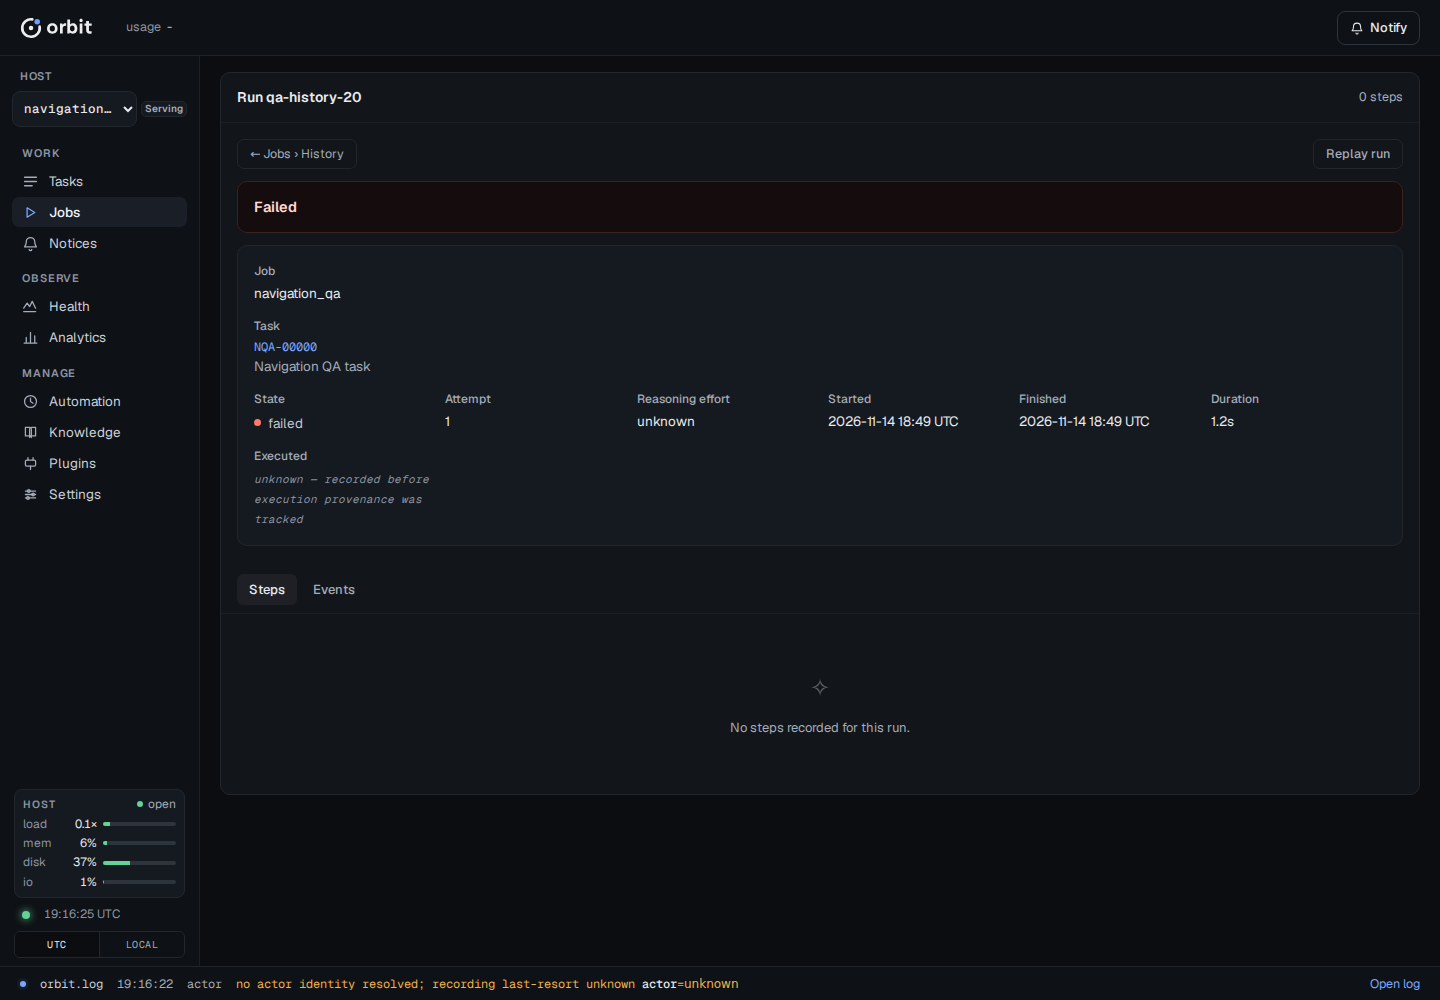 orbit
usage -
Notify
HOST
navigation…
Serving
WORK
Tasks
Jobs
Notices
OBSERVE
Health
Analytics
MANAGE
Automation
Knowledge
Plugins
Settings
HOST
open
load 0.1×
mem 6%
disk 37%
io 1%
19:16:25 UTC
UTC LOCAL
Run qa-history-20
0 steps
← Jobs › History
Replay run
Failed
Job
navigation_qa
Task
NQA-00000
Navigation QA task
State Attempt Reasoning effort Started Finished Duration
failed 1 unknown 2026-11-14 18:49 UTC 2026-11-14 18:49 UTC 1.2s
Executed
unknown — recorded before
execution provenance was
tracked
Steps Events
No steps recorded for this run.
orbit.log 19:16:22 actor no actor identity resolved; recording last-resort unknown actor=unknown
Open log